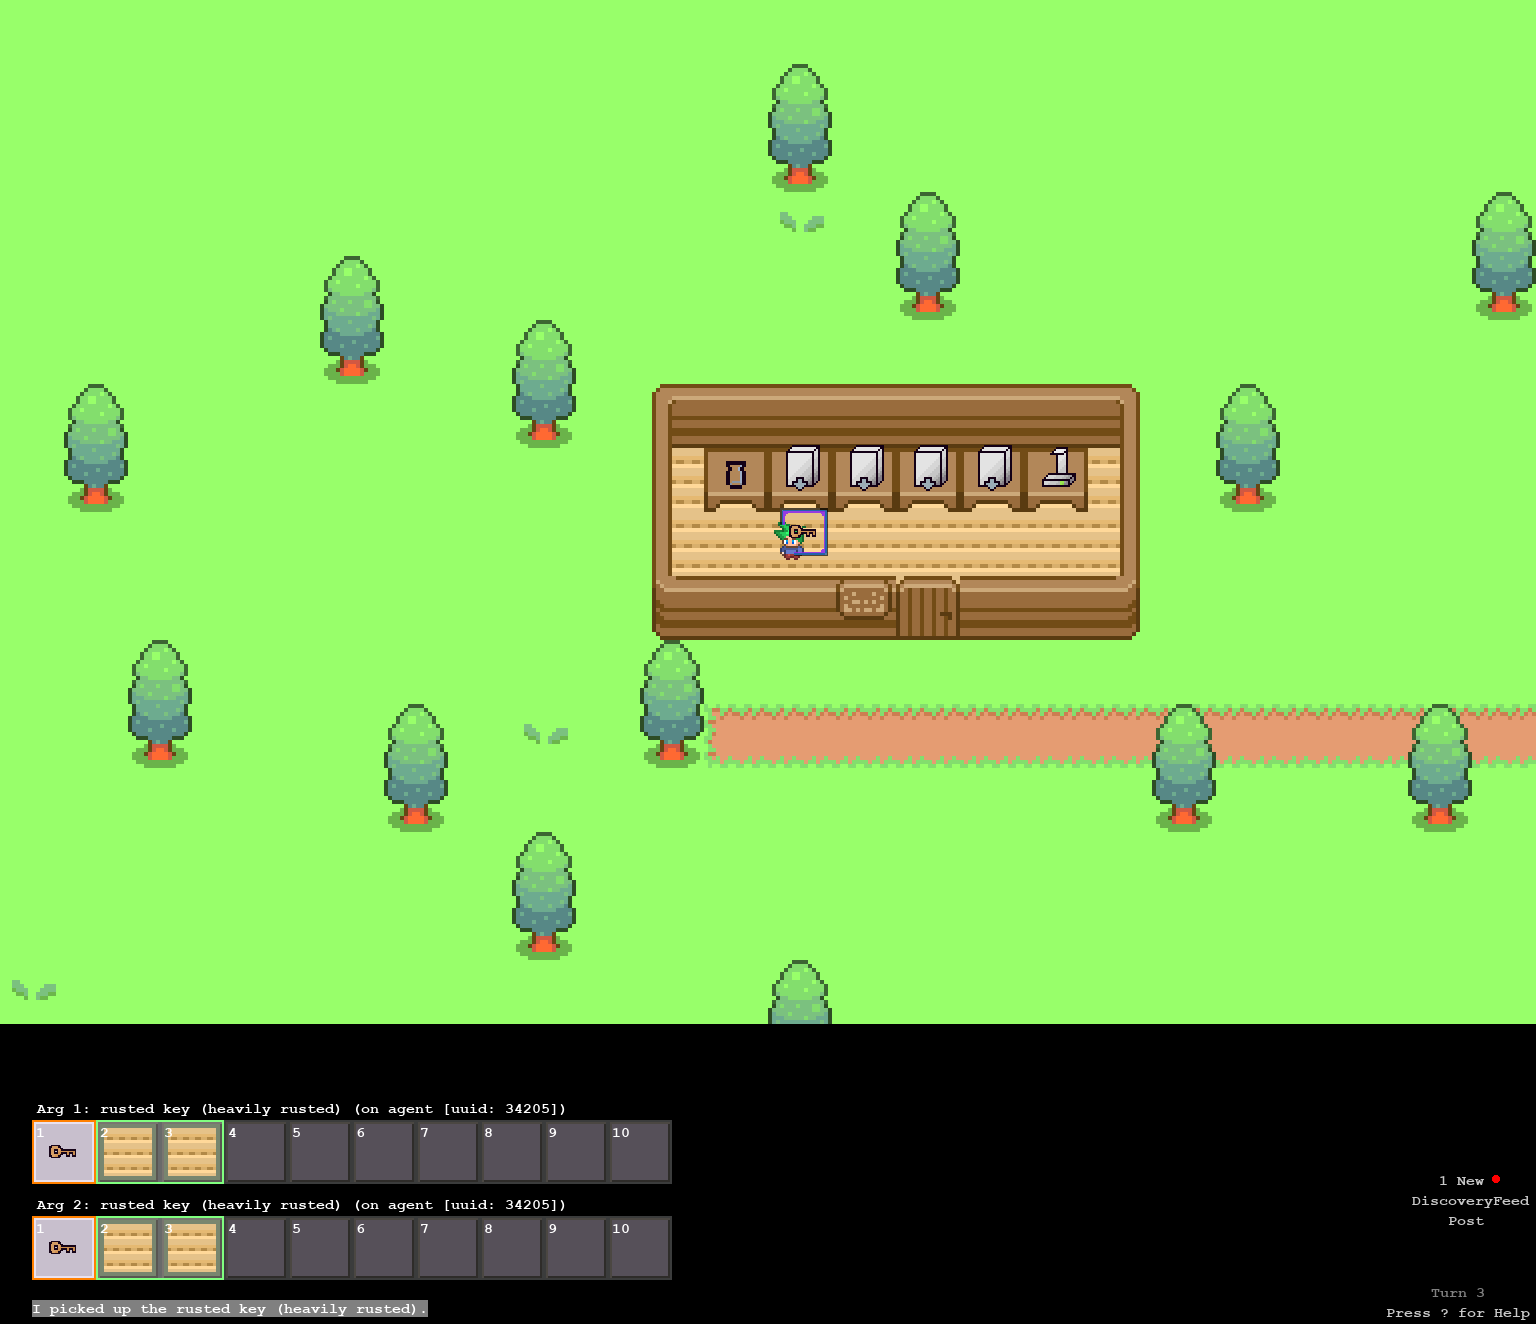 Arg 1: rusted key (heavily rusted) (on agent [uuid: 34205])
1 2 3 4 5 6 7 8 9 10
Arg 2: rusted key (heavily rusted) (on agent [uuid: 34205])
1 2 3 4 5 6 7 8 9 10
I picked up the rusted key (heavily rusted).
1 New
DiscoveryFeed
Post
Turn 3
Press ? for Help